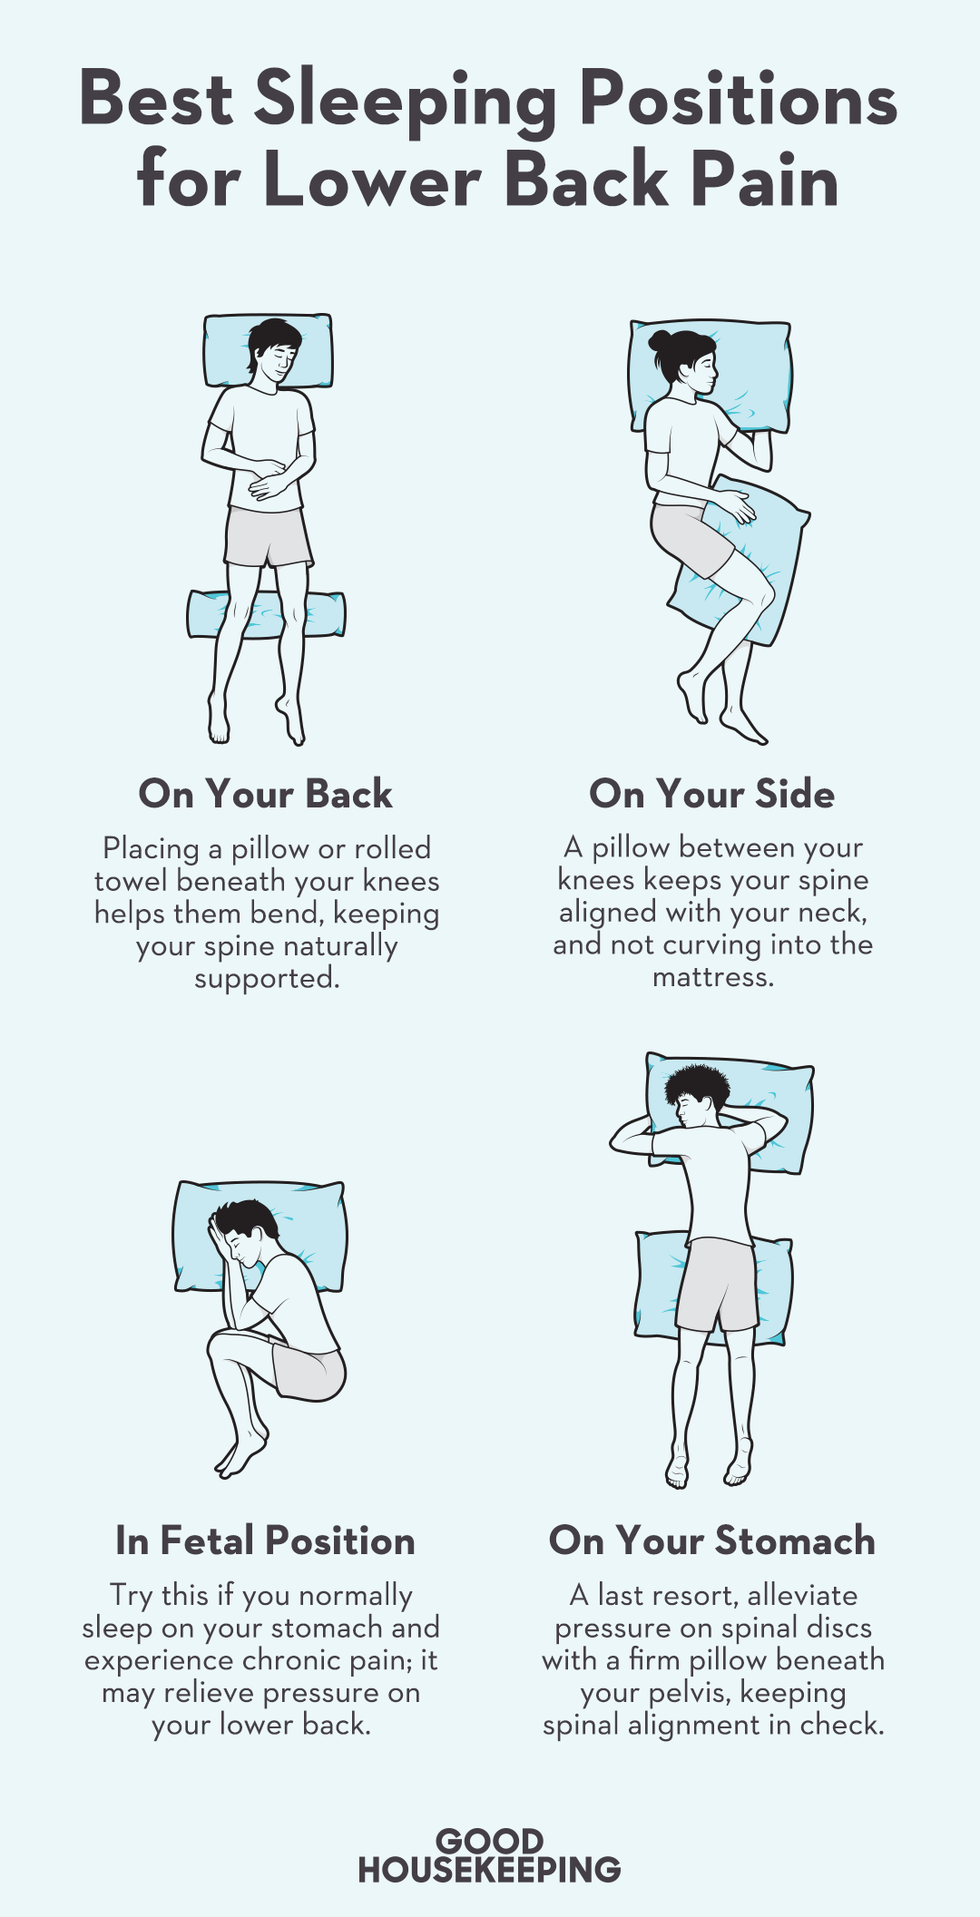 Best Sleeping Positions
for Lower Back Pain
On Your Back
Placing a pillow or rolled
towel beneath your knees
helps them bend, keeping
your spine naturally
supported.
On Your Side
A pillow between your
knees keeps your spine
aligned with your neck,
and not curving into the
mattress.
In Fetal Position
Try this if you normally
sleep on your stomach and
experience chronic pain; it
may relieve pressure on
your lower back.
On Your Stomach
A last resort, alleviate
pressure on spinal discs
with a firm pillow beneath
your pelvis, keeping
spinal alignment in check.
GOOD
HOUSEKEEPING